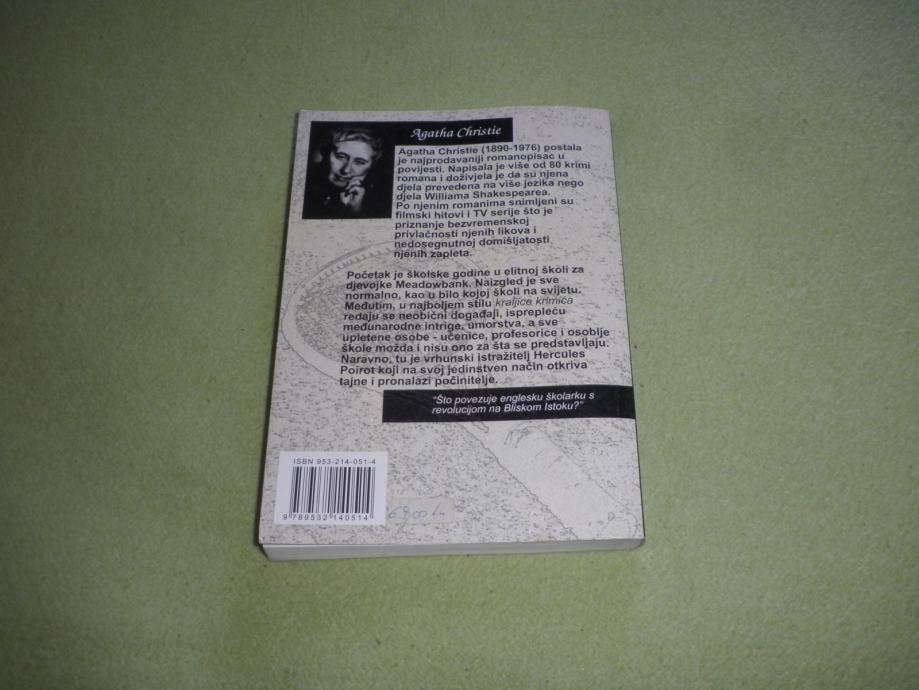 Agatha Christie
Agatha Christie (1890-1976) postala
je najprodavaniji romanopisac u
povijesti. Napisala je više od 80 krimi
romana i doživjela je da su njena
djela prevedena na više jezika nego
djela Williama Shakespearea.
Po njenim romanima snimljeni su
filmski hitovi i TV serije što je
priznanje bezvremenskoj
privlačnosti njenih likova i
nedosegnutnoj domišljatosti
njenih zapleta.
Početak je školske godine u elitnoj školi za
djevojke Meadowbank. Naizgled je sve
normalno, kao u bilo kojoj školi na svijetu.
Međutim, u najboljem stilu kraljice krimića
redaju se neobični događaji, isprepleću
međunarodne intrige, umorstva, a sve
upletene osobe - učenice, profesorice i osoblje
škole možda i nisu ono za šta se predstavljaju.
Naravno, tu je vrhunski istražitelj Hercules
Poirot koji na svoj jedinstven način otkriva
tajne i pronalazi počinitelje.
"Što povezuje englesku školarku s
revolucijom na Bliskom Istoku?"
ISBN 953-214-051-4
9 789532 140514